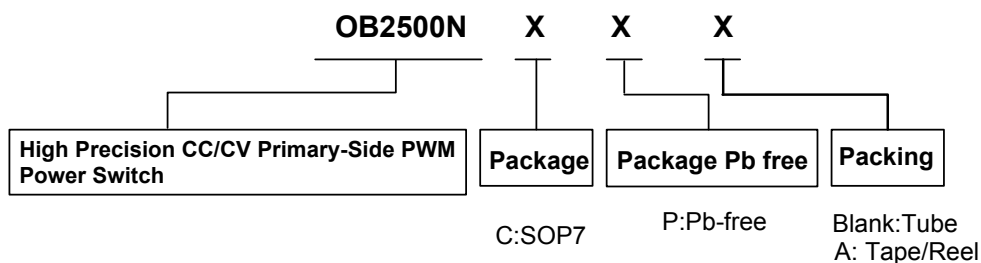 OB2500N X X X
High Precision CC/CV Primary-Side PWM
Power Switch
Package
Package Pb free
Packing
C:SOP7
P:Pb-free
Blank:Tube
A: Tape/Reel